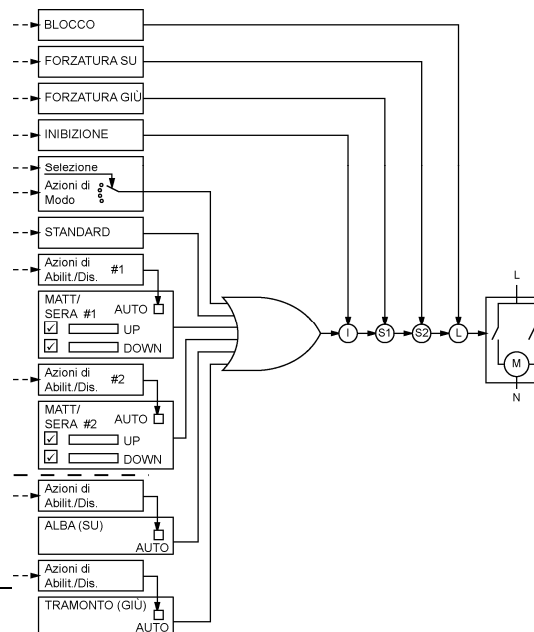 BLOCCO
FORZATURA SU
FORZATURA GIÙ
INIBIZIONE
Selezione
Azioni di
Modo
STANDARD
Azioni di
Abilit./Dis. #1
MATT/
SERA #1 AUTO
UP
DOWN
Azioni di
Abilit./Dis. #2
MATT/
SERA #2 AUTO
UP
DOWN
Azioni di
Abilit./Dis.
ALBA (SU)
AUTO
Azioni di
Abilit./Dis.
TRAMONTO (GIÙ)
AUTO
I S1 S2 L
L
M
N